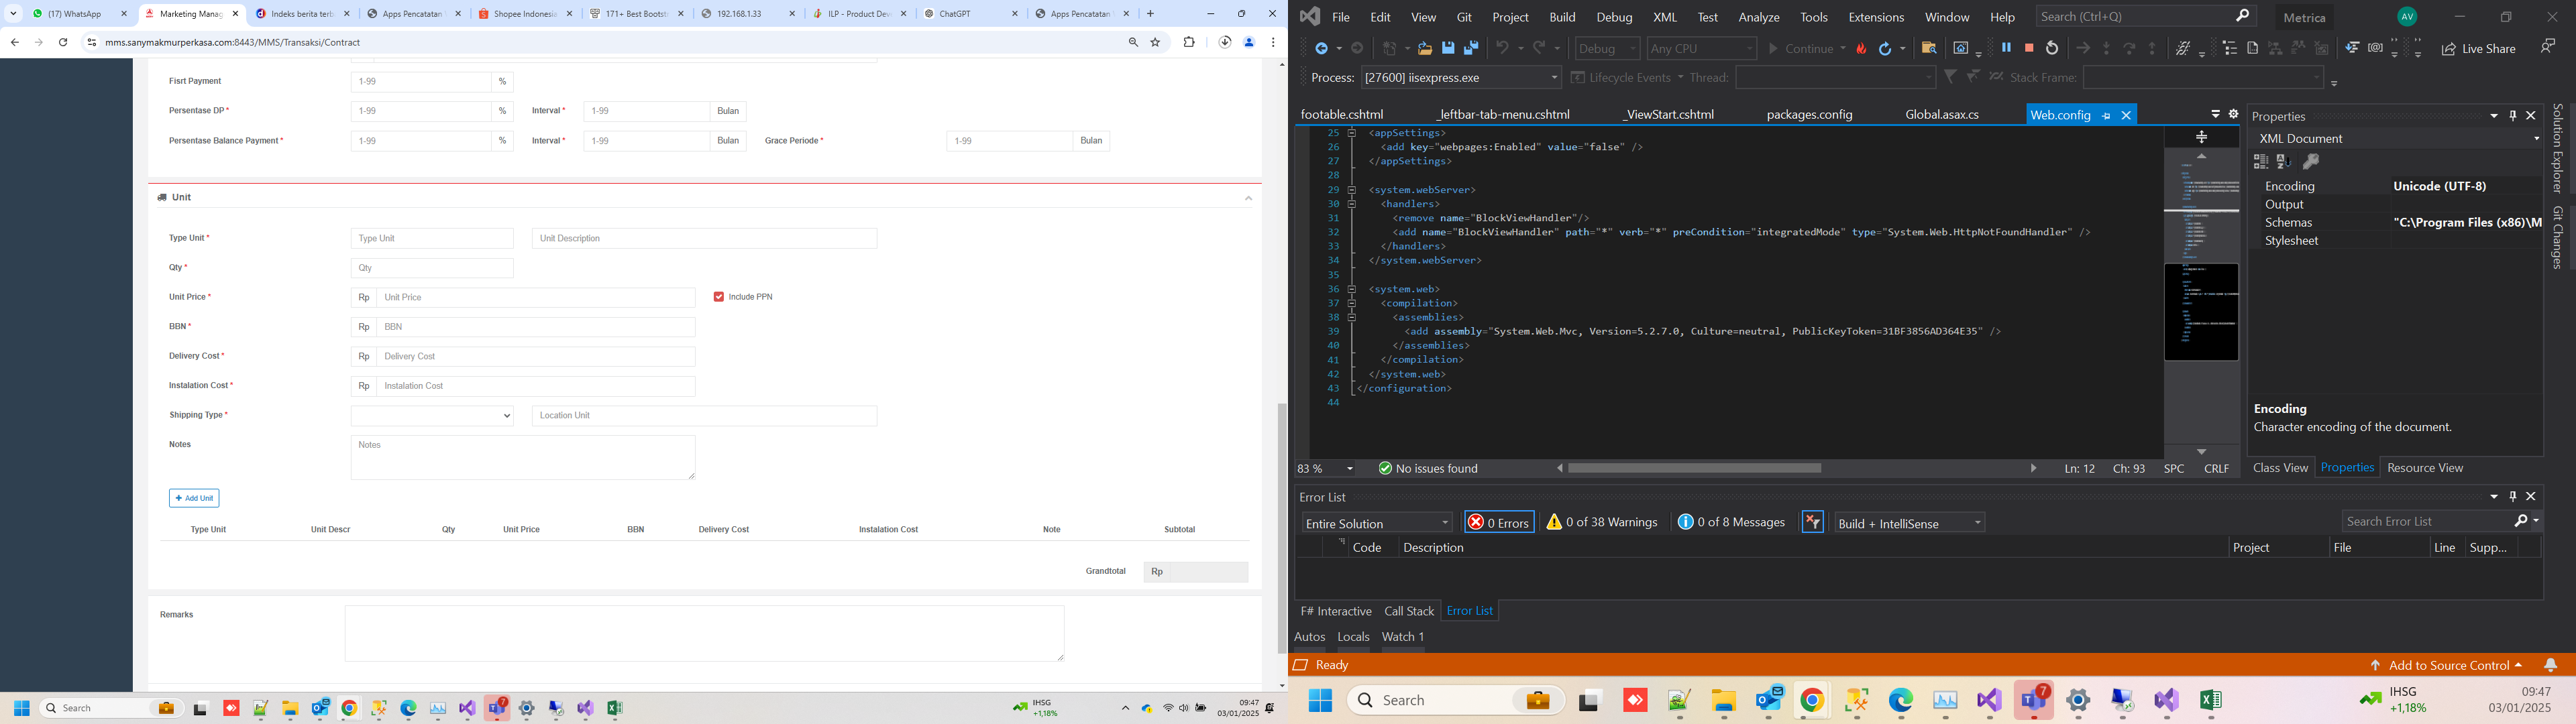 (17) WhatsApp
Marketing Manag
Indeks berita terb
Apps Pencatatan
Shopee Indonesia
171+ Best Bootst
192.168.1.33
ILP - Product Dev
ChatGPT
Apps Pencatatan
mms.sanymakmurperkasa.com:8443/MMS/Transaksi/Contract
Fisrt Payment
1-99 %
Persentase DP *
1-99 %
Interval *
1-99 Bulan
Persentase Balance Payment *
1-99 %
Interval *
1-99 Bulan
Grace Periode *
1-99 Bulan
Unit
Type Unit *
Type Unit
Unit Description
Qty *
Qty
Unit Price *
Rp Unit Price
Include PPN
BBN *
Rp BBN
Delivery Cost *
Rp Delivery Cost
Instalation Cost *
Rp Instalation Cost
Shipping Type *
Location Unit
Notes
Notes
+ Add Unit
Type Unit Unit Descr Qty Unit Price BBN Delivery Cost Instalation Cost Note Subtotal
Grandtotal Rp
Remarks
Search
IHSG
+1,18%
09:47
03/01/2025
File Edit View Git Project Build Debug XML Test Analyze Tools Extensions Window Help
Search (Ctrl+Q)
Metrica
AV
Debug
Any CPU
Continue
Live Share
Process: [27600] iisexpress.exe
Lifecycle Events
Thread:
Stack Frame:
footable.cshtml
_leftbar-tab-menu.cshtml
_ViewStart.cshtml
packages.config
Global.asax.cs
Web.config
25 <appSettings>
26 <add key="webpages:Enabled" value="false" />
27 </appSettings>
28
29 <system.webServer>
30 <handlers>
31 <remove name="BlockViewHandler"/>
32 <add name="BlockViewHandler" path="*" verb="*" preCondition="integratedMode" type="System.Web.HttpNotFoundHandler" />
33 </handlers>
34 </system.webServer>
35
36 <system.web>
37 <compilation>
38 <assemblies>
39 <add assembly="System.Web.Mvc, Version=5.2.7.0, Culture=neutral, PublicKeyToken=31BF3856AD364E35" />
40 </assemblies>
41 </compilation>
42 </system.web>
43 </configuration>
44
83 %
No issues found
Ln: 12
Ch: 93
SPC
CRLF
Properties
XML Document
Encoding Unicode (UTF-8)
Output
Schemas "C:\Program Files (x86)\M
Stylesheet
Encoding
Character encoding of the document.
Class View Properties Resource View
Solution Explorer
Git Changes
Error List
Entire Solution
0 Errors
0 of 38 Warnings
0 of 8 Messages
Build + IntelliSense
Search Error List
Code Description Project File Line Supp...
F# Interactive Call Stack Error List
Autos Locals Watch 1
Ready
Add to Source Control
Search
7
IHSG
+1,18%
09:47
03/01/2025